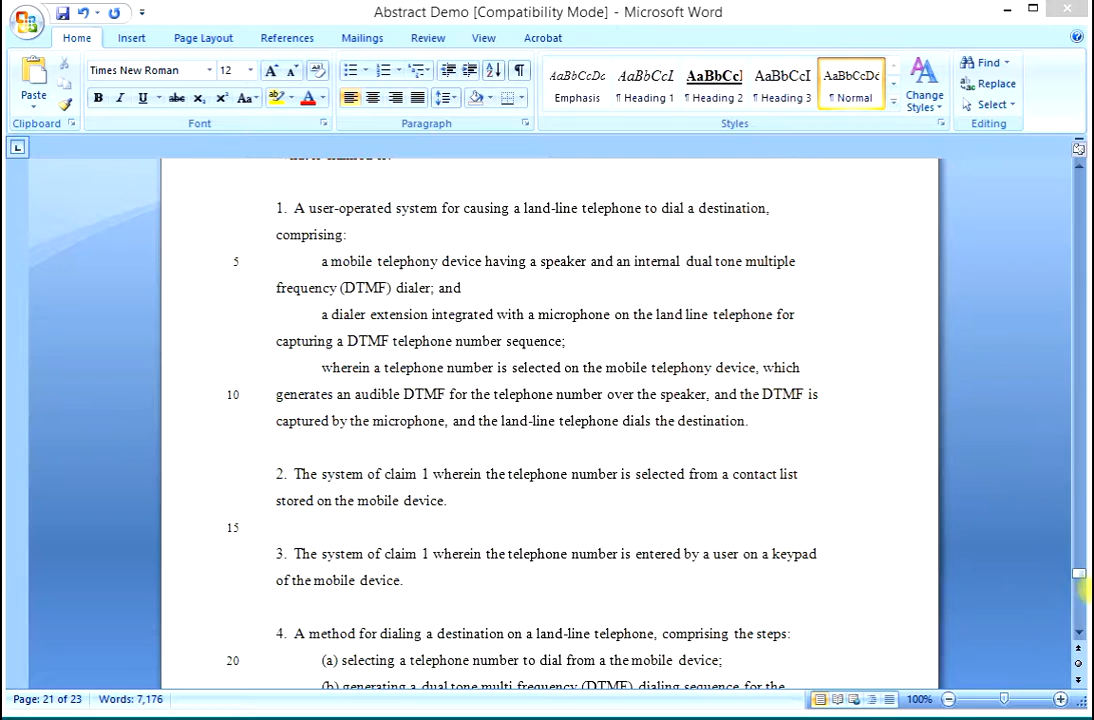 Abstract Demo [Compatibility Mode] - Microsoft Word
Home Insert Page Layout References Mailings Review View Acrobat
Times New Roman 12
Paste
Clipboard Font Paragraph Styles Editing
AaBbCcDc AaBbCcI AaBbCcI AaBbCcI AaBbCcDc
Emphasis ¶ Heading 1 ¶ Heading 2 ¶ Heading 3 ¶ Normal
Change Styles
Find
Replace
Select
1. A user-operated system for causing a land-line telephone to dial a destination,
comprising:
5 a mobile telephony device having a speaker and an internal dual tone multiple
frequency (DTMF) dialer; and
a dialer extension integrated with a microphone on the land line telephone for
capturing a DTMF telephone number sequence;
wherein a telephone number is selected on the mobile telephony device, which
10 generates an audible DTMF for the telephone number over the speaker, and the DTMF is
captured by the microphone, and the land-line telephone dials the destination.
2. The system of claim 1 wherein the telephone number is selected from a contact list
stored on the mobile device.
15
3. The system of claim 1 wherein the telephone number is entered by a user on a keypad
of the mobile device.
4. A method for dialing a destination on a land-line telephone, comprising the steps:
20 (a) selecting a telephone number to dial from a the mobile device;
(b) generating a dual tone multi frequency (DTMF) dialing sequence for the
Page: 21 of 23 Words: 7,176 100%